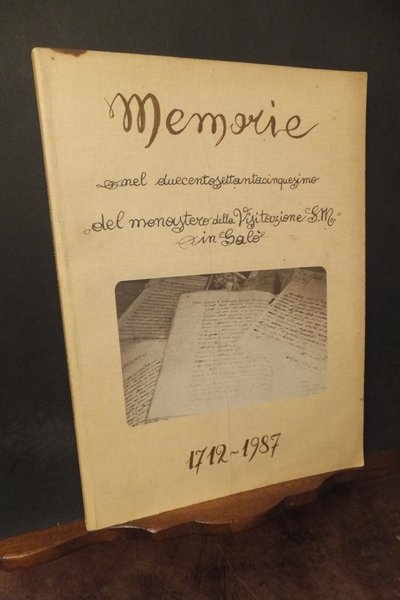 Memorie
nel duecentosettantacinquesimo
del monastero della Visitazione S.M.
in Salò
1712~1987